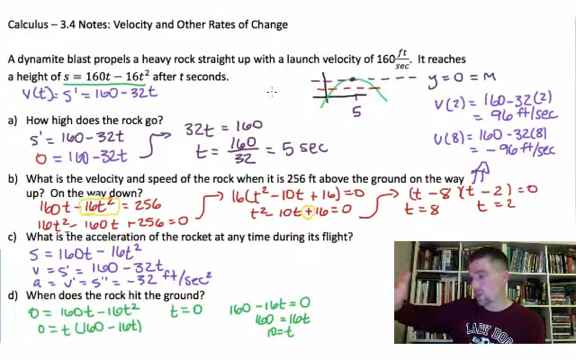 Calculus – 3.4 Notes: Velocity and Other Rates of Change
A dynamite blast propels a heavy rock straight up with a launch velocity of 160 ft/sec. It reaches
a height of s = 160t − 16t² after t seconds.
v(t) = s' = 160 − 32t
5
y = 0 = m
v(2) = 160 − 32(2)
= 96 ft/sec
v(8) = 160 − 32(8)
= −96 ft/sec
a) How high does the rock go?
s' = 160 − 32t
0 = 160 − 32t
32t = 160
t = 160/32 = 5 sec
b) What is the velocity and speed of the rock when it is 256 feet above the ground on the way
up? On the way down?
160t − 16t² = 256
16t² − 160t + 256 = 0
16(t² − 10t + 16) = 0
t² − 10t + 16 = 0
(t − 8)(t − 2) = 0
t = 8 t = 2
c) What is the acceleration of the rocket at any time during its flight?
s = 160t − 16t²
v = s' = 160 − 32t
a = v' = s'' = −32 ft/sec²
d) When does the rock hit the ground?
0 = 160t − 16t²
0 = t(160 − 16t)
t = 0
160 − 16t = 0
160 = 16t
10 = t